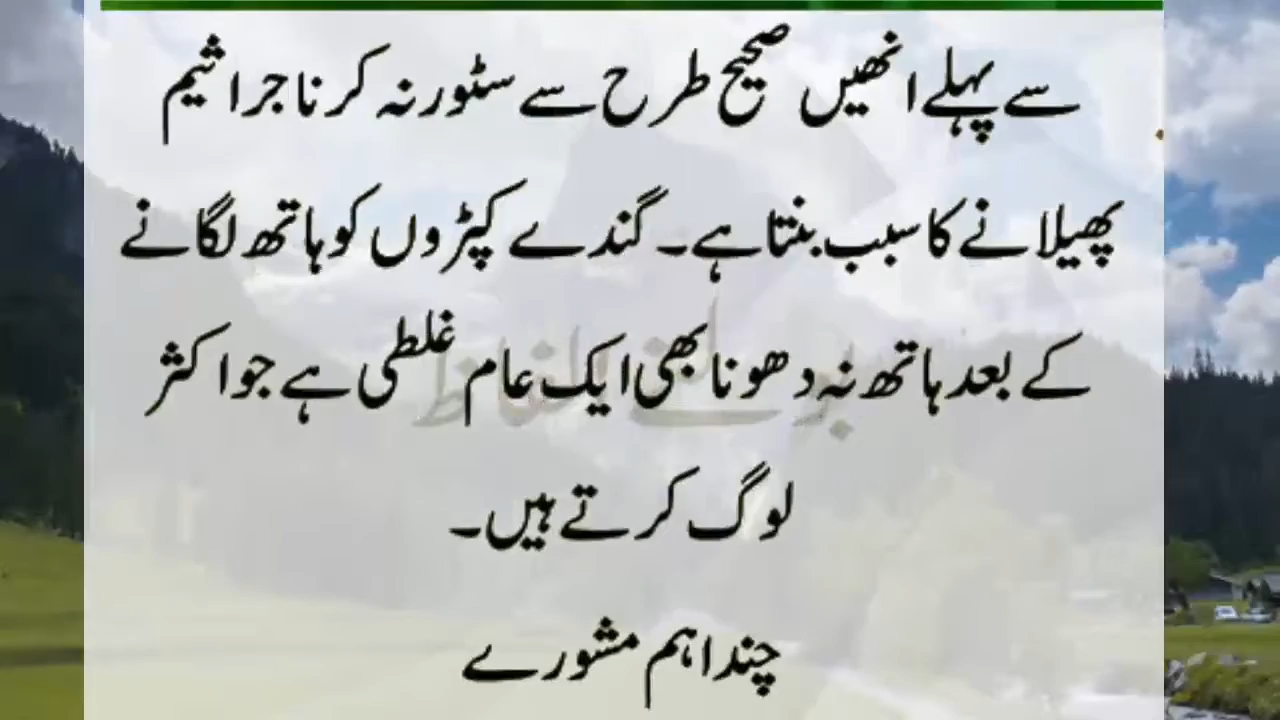 سے پہلے انھیں صحیح طرح سے سٹور نہ کرنا جراثیم
پھیلانے کا سبب بنتا ہے۔ گندے کپڑوں کو ہاتھ لگانے
کے بعد ہاتھ نہ دھونا بھی ایک عام غلطی ہے جو اکثر
لوگ کرتے ہیں۔
چند اہم مشورے